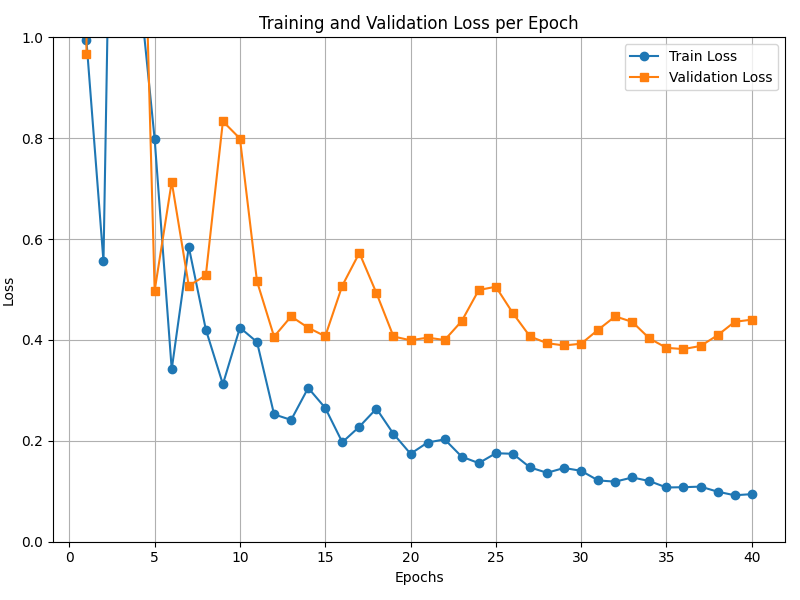 Training and Validation Loss per Epoch
Train Loss
Validation Loss
Loss
1.0
0.8
0.6
0.4
0.2
0.0
0 5 10 15 20 25 30 35 40
Epochs